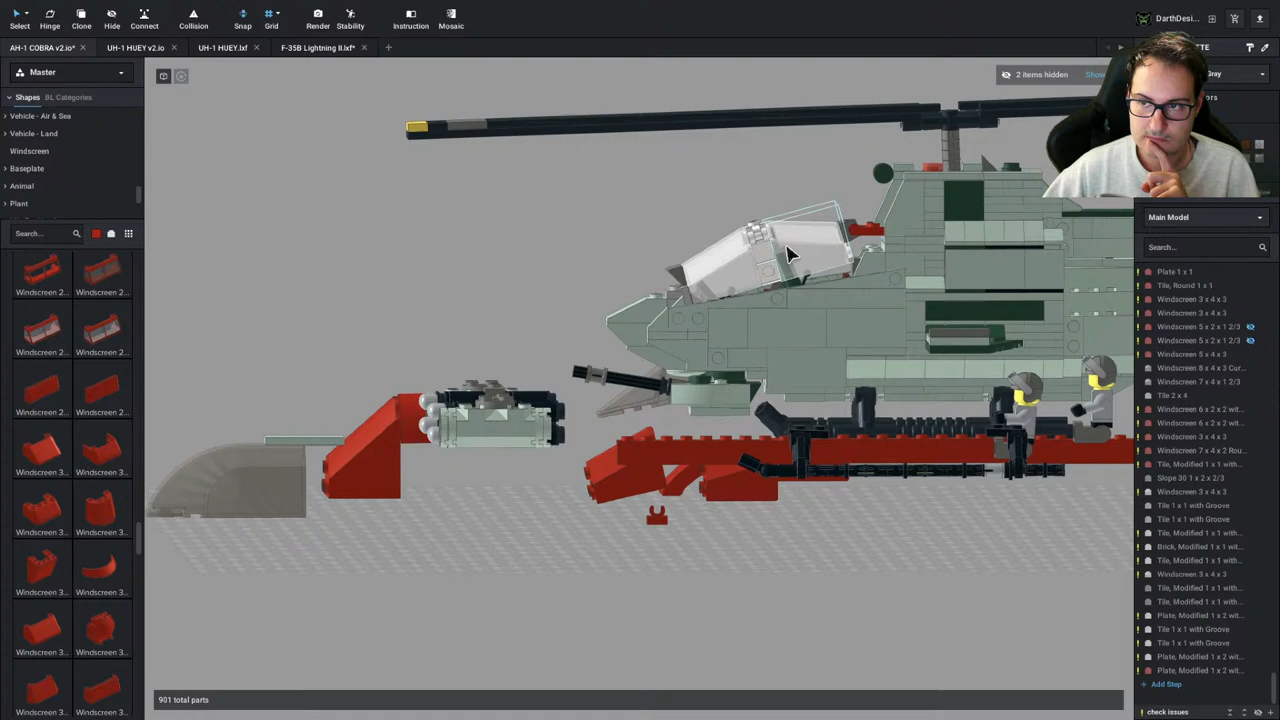 Select
Hinge
Clone
Hide
Connect
Collision
Snap
Grid
Render
Stability
Instruction
Mosaic
DarthDesi...
AH-1 COBRA v2.io*
UH-1 HUEY v2.io
UH-1 HUEY.lxf
F-35B Lightning II.lxf*
Master
2 items hidden
Show
Gray
Shapes
BL Categories
Vehicle - Air & Sea
Vehicle - Land
Windscreen
Baseplate
Animal
Plant
Search...
Windscreen 2...
Windscreen 2...
Windscreen 2...
Windscreen 2...
Windscreen 2...
Windscreen 2...
Windscreen 3...
Windscreen 3...
Windscreen 3...
Windscreen 3...
Windscreen 3...
Windscreen 3...
Windscreen 3...
Windscreen 3...
Windscreen 3...
Windscreen 3...
Main Model
Search...
Plate 1 x 1
Tile, Round 1 x 1
Windscreen 3 x 4 x 3
Windscreen 3 x 4 x 3
Windscreen 5 x 2 x 1 2/3
Windscreen 5 x 2 x 1 2/3
Windscreen 5 x 4 x 3
Windscreen 8 x 4 x 3 Cur...
Windscreen 7 x 4 x 1 2/3
Tile 2 x 4
Windscreen 6 x 2 x 2 wit...
Windscreen 6 x 2 x 2 wit...
Windscreen 3 x 4 x 3
Windscreen 7 x 4 x 2 Rou...
Tile, Modified 1 x 1 with...
Slope 30 1 x 2 x 2/3
Windscreen 3 x 4 x 3
Tile 1 x 1 with Groove
Tile 1 x 1 with Groove
Tile, Modified 1 x 1 with...
Brick, Modified 1 x 1 wit...
Tile, Modified 1 x 1 with...
Windscreen 3 x 4 x 3
Tile, Modified 1 x 1 with...
Tile, Modified 1 x 1 with...
Plate, Modified 1 x 2 wit...
Tile 1 x 1 with Groove
Tile 1 x 1 with Groove
Plate, Modified 1 x 2 wit...
Plate, Modified 1 x 2 wit...
+ Add Step
901 total parts
check issues